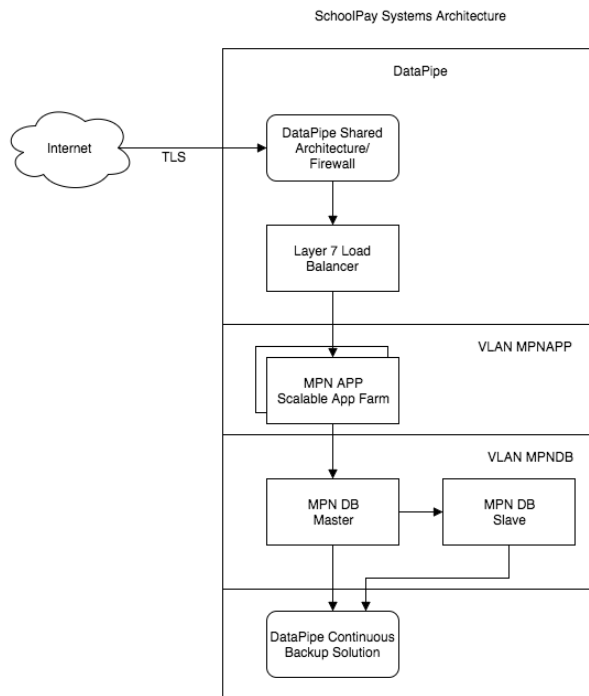 SchoolPay Systems Architecture
DataPipe
DataPipe Shared
Architecture/
Firewall
Internet
TLS
Layer 7 Load
Balancer
VLAN MPNAPP
MPN APP
Scalable App Farm
VLAN MPNDB
MPN DB
Master
MPN DB
Slave
DataPipe Continuous
Backup Solution